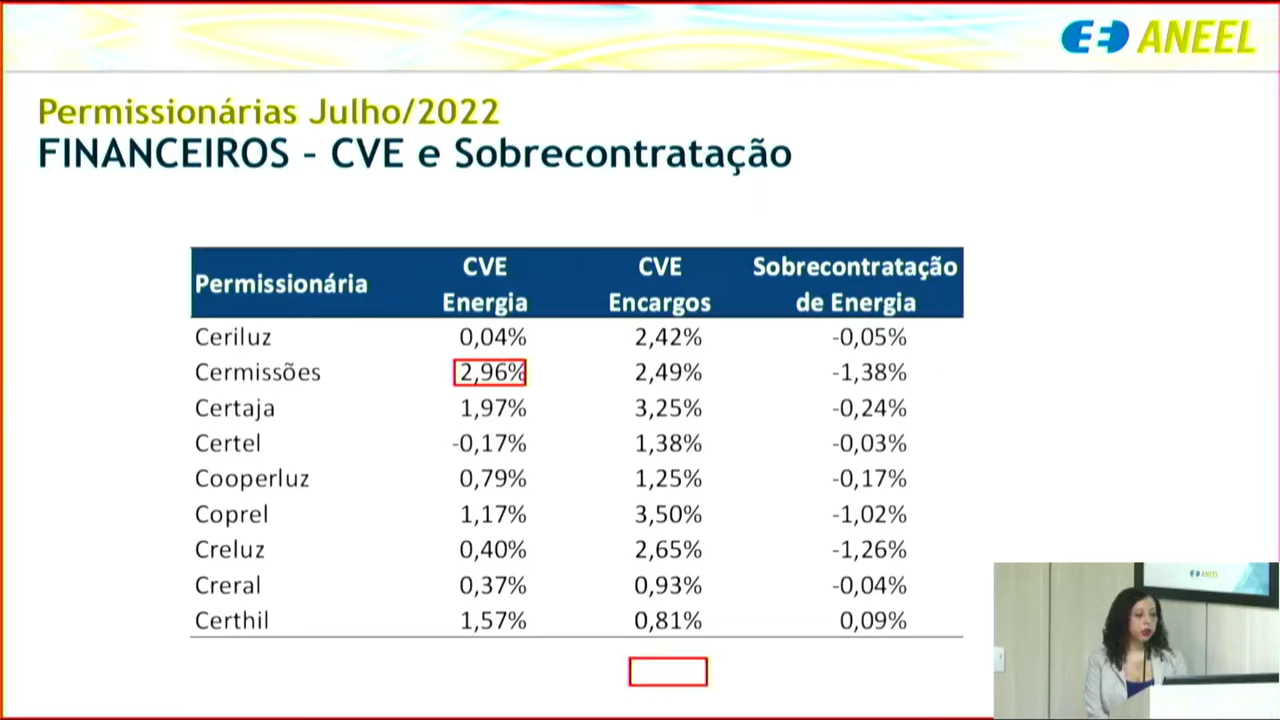 ANEEL
Permissionárias Julho/2022
FINANCEIROS – CVE e Sobrecontratação
Permissionária CVE Energia CVE Encargos Sobrecontratação de Energia
Ceriluz 0,04% 2,42% -0,05%
Cermissões 2,96% 2,49% -1,38%
Certaja 1,97% 3,25% -0,24%
Certel -0,17% 1,38% -0,03%
Cooperluz 0,79% 1,25% -0,17%
Coprel 1,17% 3,50% -1,02%
Creluz 0,40% 2,65% -1,26%
Creral 0,37% 0,93% -0,04%
Certhil 1,57% 0,81% 0,09%
ANEEL